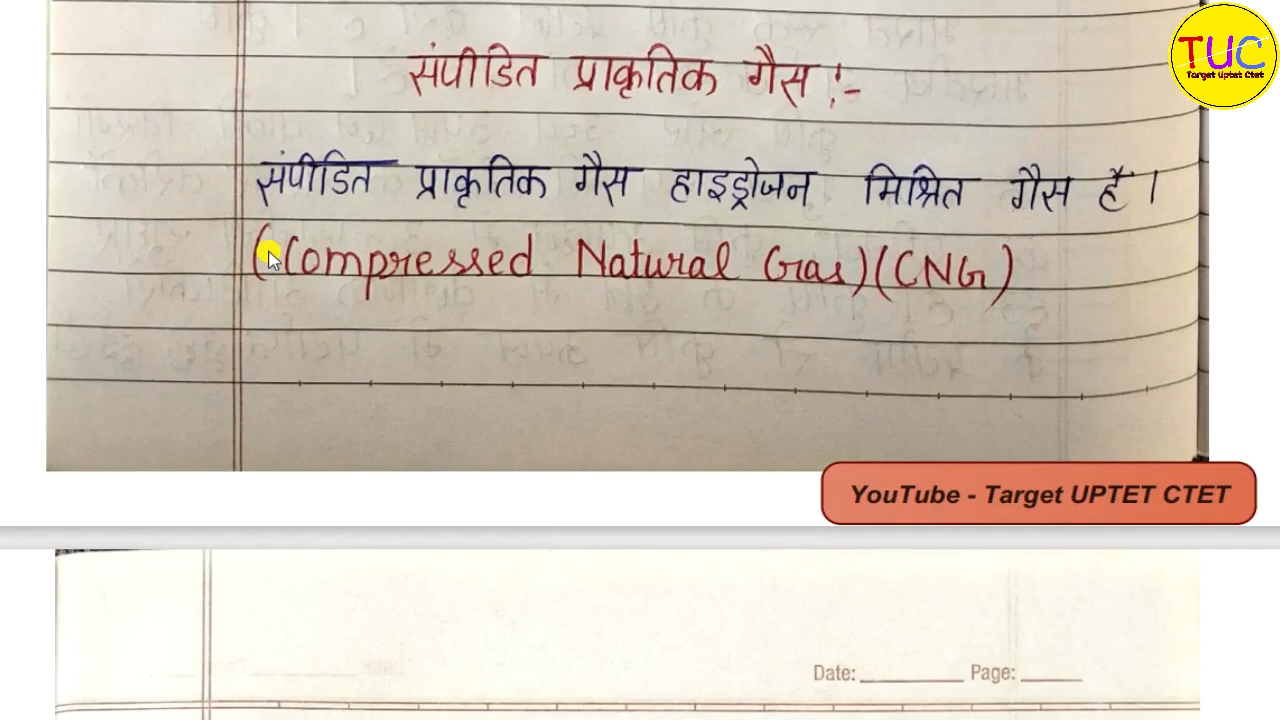 TUC
Target Uptet Ctet
संपीडित प्राकृतिक गैस :-
संपीडित प्राकृतिक गैस हाइड्रोजन मिश्रित गैस है ।
(Compressed Natural Gas)(CNG)
YouTube - Target UPTET CTET
Date: Page: